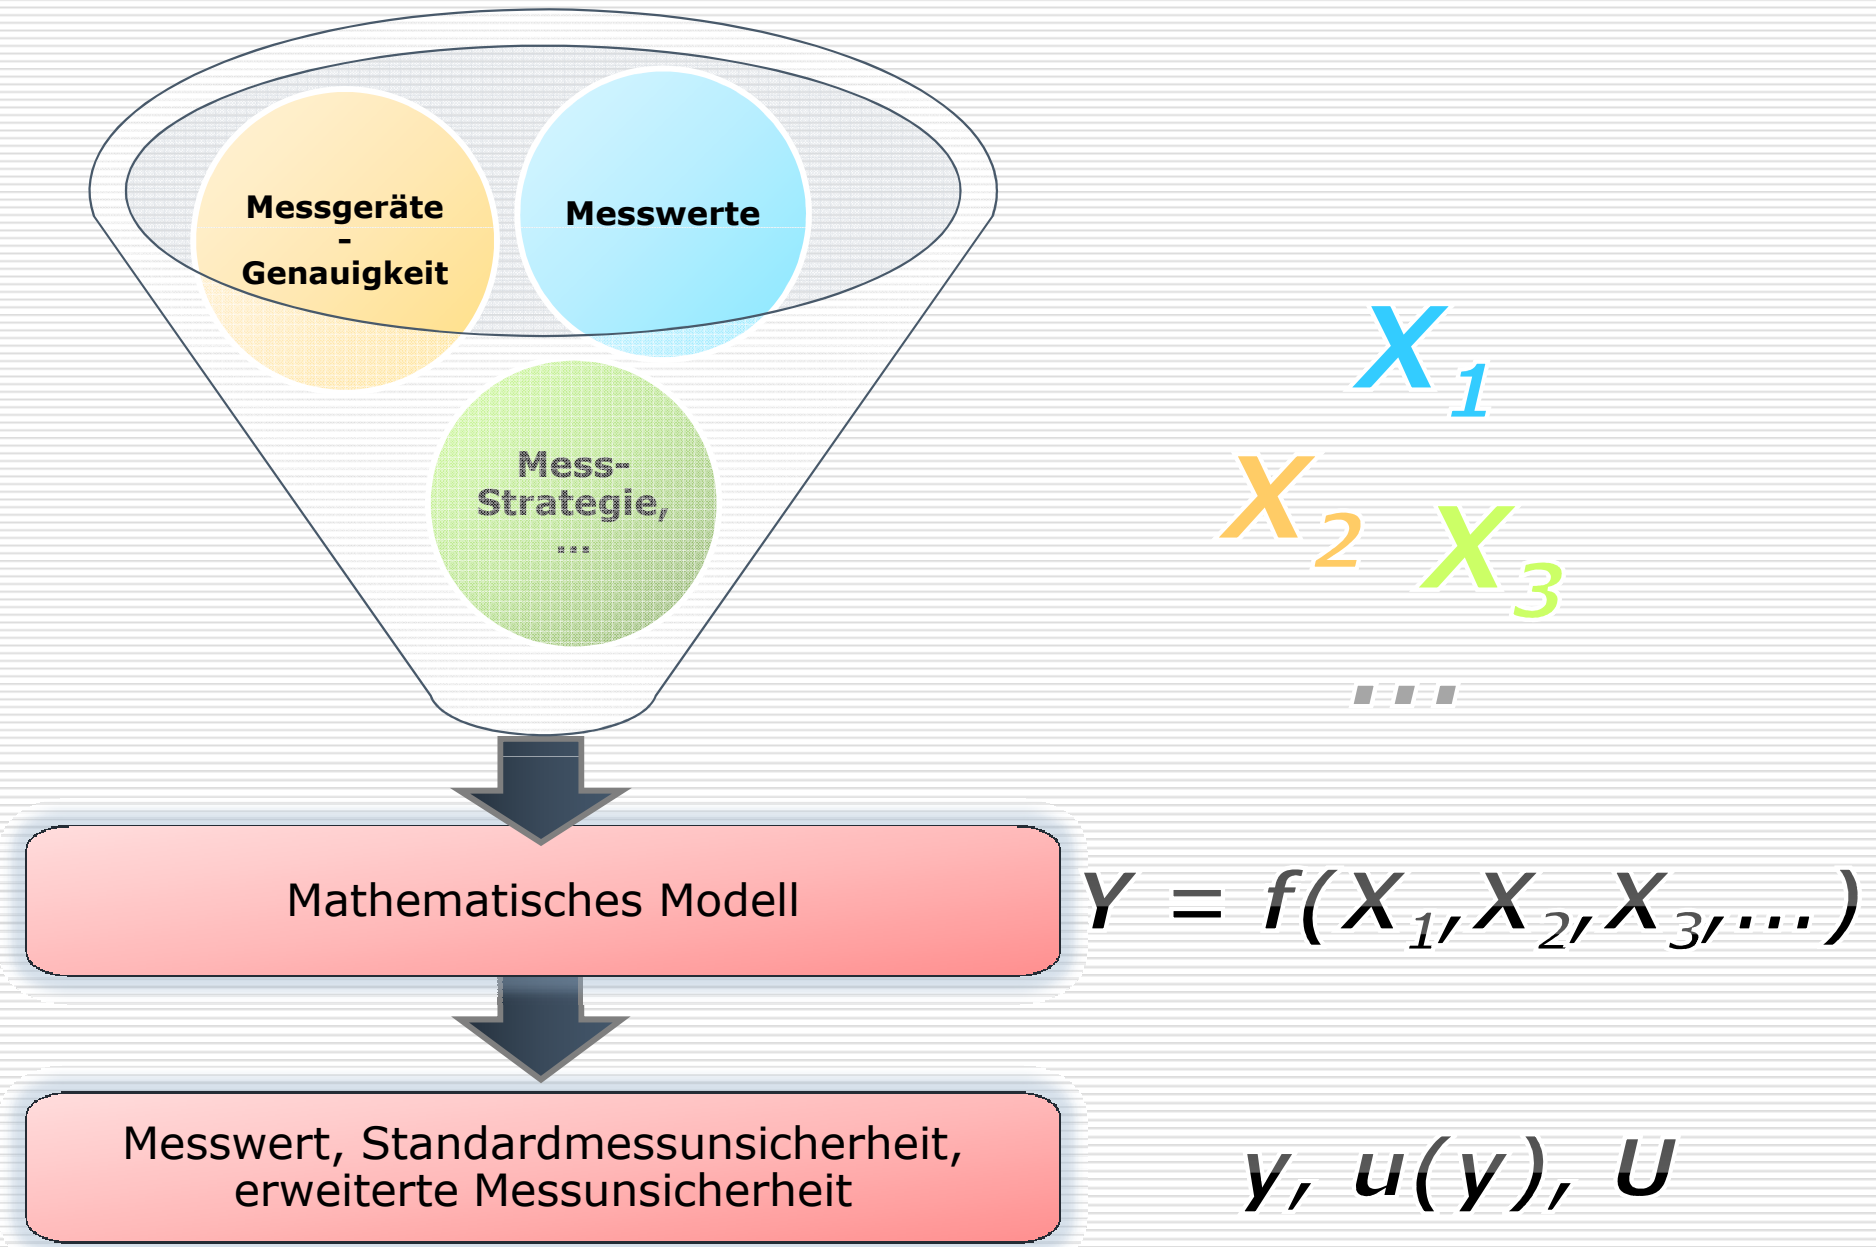 Messgeräte
-
Genauigkeit
Messwerte
Mess-
Strategie,
...
X1
X2
X3
...
Mathematisches Modell
Y = f(X1,X2,X3,...)
Messwert, Standardmessunsicherheit,
erweiterte Messunsicherheit
y, u(y), U